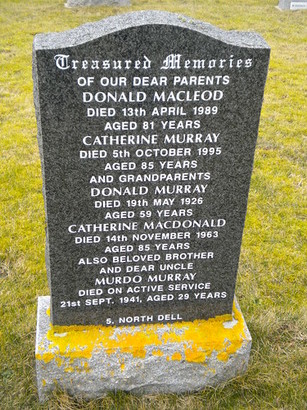 Treasured Memories
OF OUR DEAR PARENTS
DONALD MACLEOD
DIED 13th APRIL 1989
AGED 81 YEARS
CATHERINE MURRAY
DIED 5th OCTOBER 1995
AGED 85 YEARS
AND GRANDPARENTS
DONALD MURRAY
DIED 19th MAY 1926
AGED 59 YEARS
CATHERINE MACDONALD
DIED 14th NOVEMBER 1963
AGED 85 YEARS
ALSO BELOVED BROTHER
AND DEAR UNCLE
MURDO MURRAY
DIED ON ACTIVE SERVICE
21st SEPT. 1941, AGED 29 YEARS
5, NORTH DELL